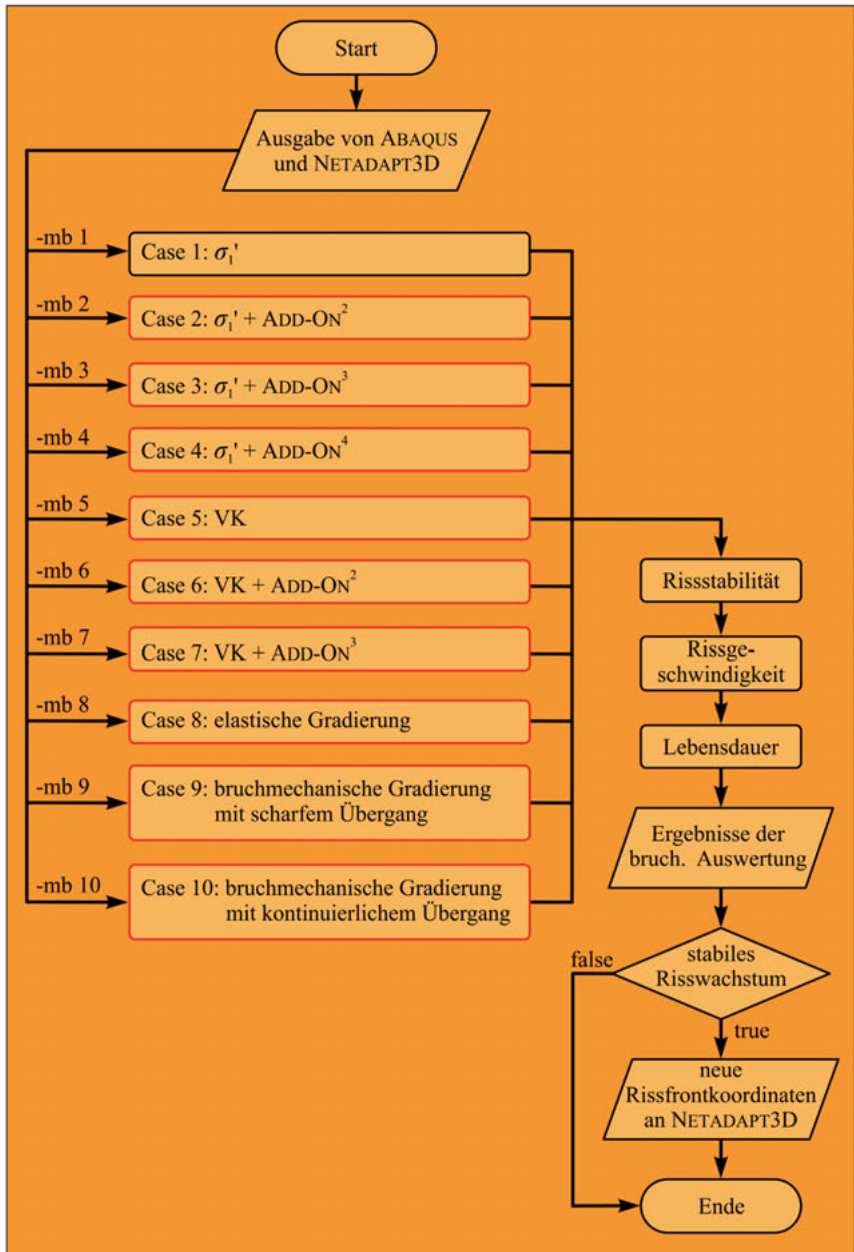 Start
Ausgabe von ABAQUS
und NETADAPT3D
-mb 1
Case 1: σ₁'
-mb 2
Case 2: σ₁' + ADD-ON²
-mb 3
Case 3: σ₁' + ADD-ON³
-mb 4
Case 4: σ₁' + ADD-ON⁴
-mb 5
Case 5: VK
-mb 6
Case 6: VK + ADD-ON²
-mb 7
Case 7: VK + ADD-ON³
-mb 8
Case 8: elastische Gradierung
-mb 9
Case 9: bruchmechanische Gradierung
mit scharfem Übergang
-mb 10
Case 10: bruchmechanische Gradierung
mit kontinuierlichem Übergang
Rissstabilität
Rissge-
schwindigkeit
Lebensdauer
Ergebnisse der
bruch. Auswertung
stabiles
Risswachstum
false
true
neue
Rissfrontkoordinaten
an NETADAPT3D
Ende